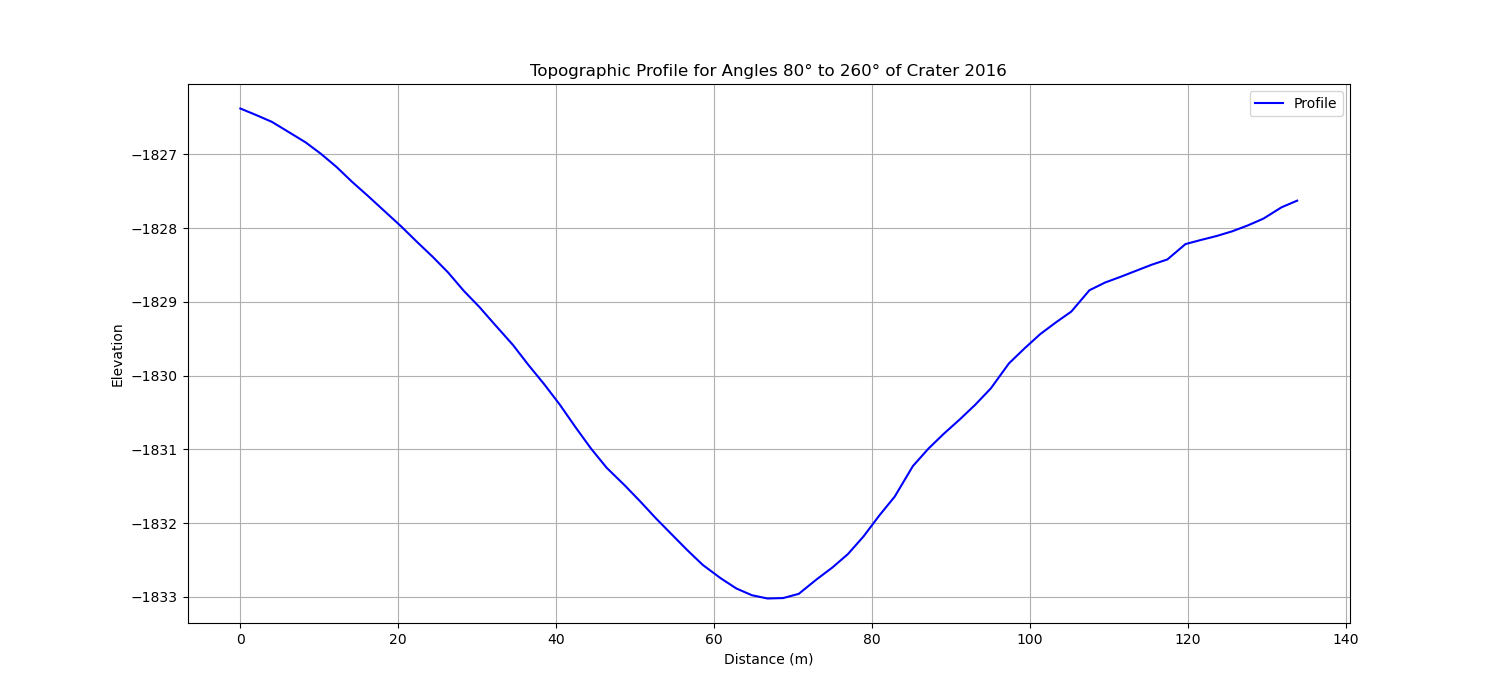 Topographic Profile for Angles 80° to 260° of Crater 2016
Profile
Elevation
−1827
−1828
−1829
−1830
−1831
−1832
−1833
0 20 40 60 80 100 120 140
Distance (m)